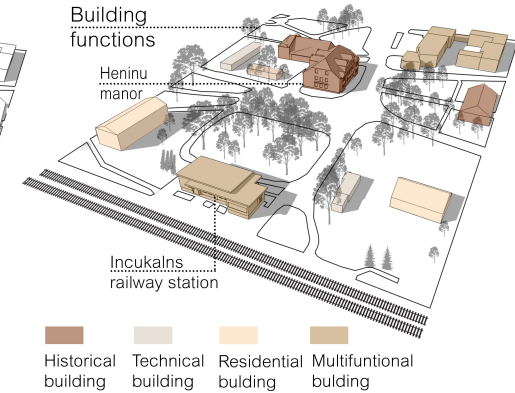 Building
functions
Heninu
manor
Incukalns
railway station
Historical
building
Technical
building
Residential
bulding
Multifuntional
bulding